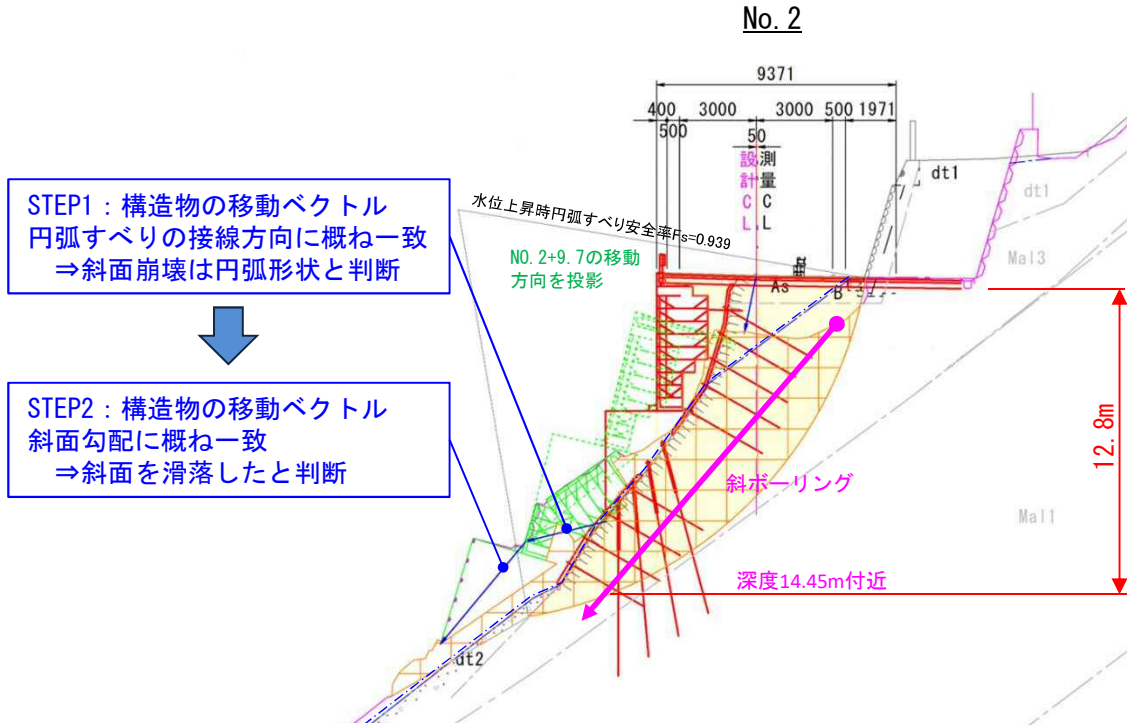 No.2
9371
400
500
3000
50
3000
500
1971
設計CL
測量CL
dt1
dt1
STEP1：構造物の移動ベクトル
円弧すべりの接線方向に概ね一致
⇒斜面崩壊は円弧形状と判断
水位上昇時円弧すべり安全率Fs=0.939
NO.2+9.7の移動
方向を投影
Mal3
As
B
STEP2：構造物の移動ベクトル
斜面勾配に概ね一致
⇒斜面を滑落したと判断
12.8m
斜ボーリング
Mal1
深度14.45m付近
dt2